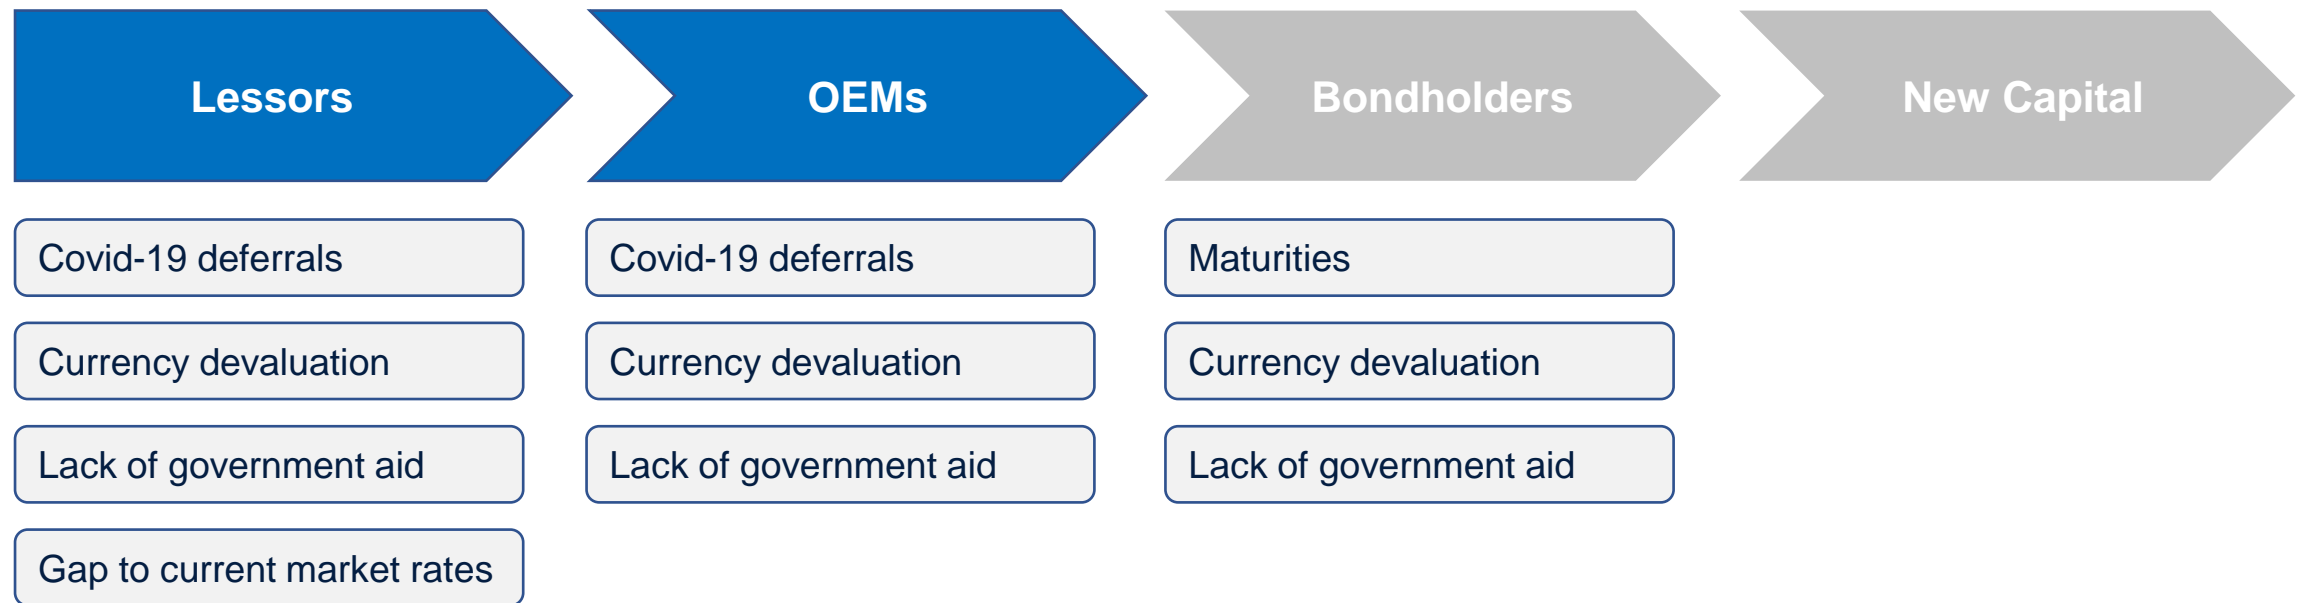 Lessors
OEMs
Bondholders
New Capital
Covid-19 deferrals
Covid-19 deferrals
Maturities
Currency devaluation
Currency devaluation
Currency devaluation
Lack of government aid
Lack of government aid
Lack of government aid
Gap to current market rates